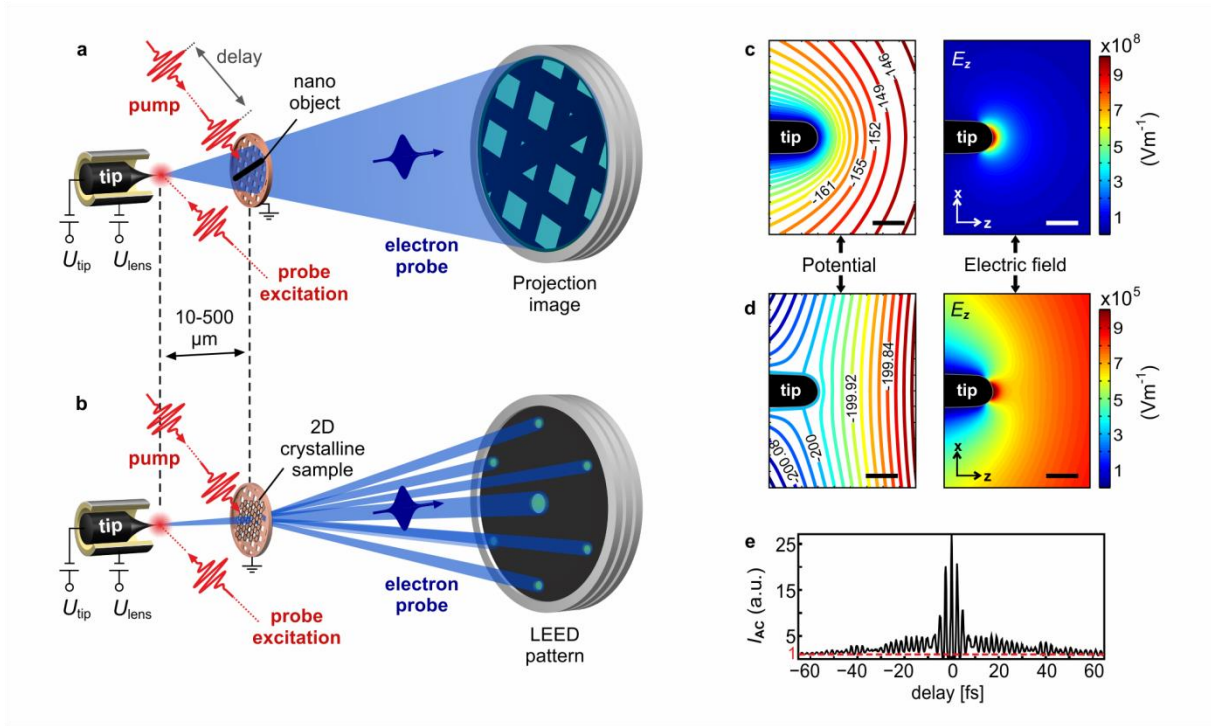 a
delay
pump
nano
object
tip
U_tip
U_lens
probe
excitation
electron
probe
Projection
image
10-500
µm
b
pump
2D
crystalline
sample
tip
U_tip
U_lens
probe
excitation
electron
probe
LEED
pattern
c
tip
-146
-149
-152
-155
-161
E_z
tip
x
z
x10⁸
9
7
5
3
1
(Vm⁻¹)
Potential
Electric field
d
tip
-199.84
-199.92
-200
-200.08
E_z
tip
x
z
x10⁵
9
7
5
3
1
(Vm⁻¹)
e
I_AC (a.u.)
25
15
5
1
−60 −40 −20 0 20 40 60
delay [fs]